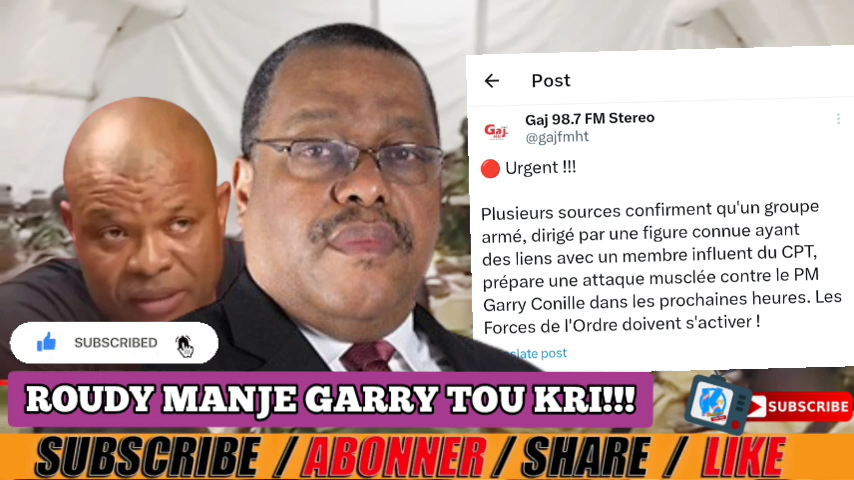 Post
Gaj
Gaj 98.7 FM Stereo
@gajfmht
Urgent !!!
Plusieurs sources confirment qu'un groupe
armé, dirigé par une figure connue ayant
des liens avec un membre influent du CPT,
prépare une attaque musclée contre le PM
Garry Conille dans les prochaines heures. Les
Forces de l'Ordre doivent s'activer !
slate post
SUBSCRIBED
ROUDY MANJE GARRY TOU KRI!!!
SUBSCRIBE
SUBSCRIBE / ABONNER / SHARE / LIKE